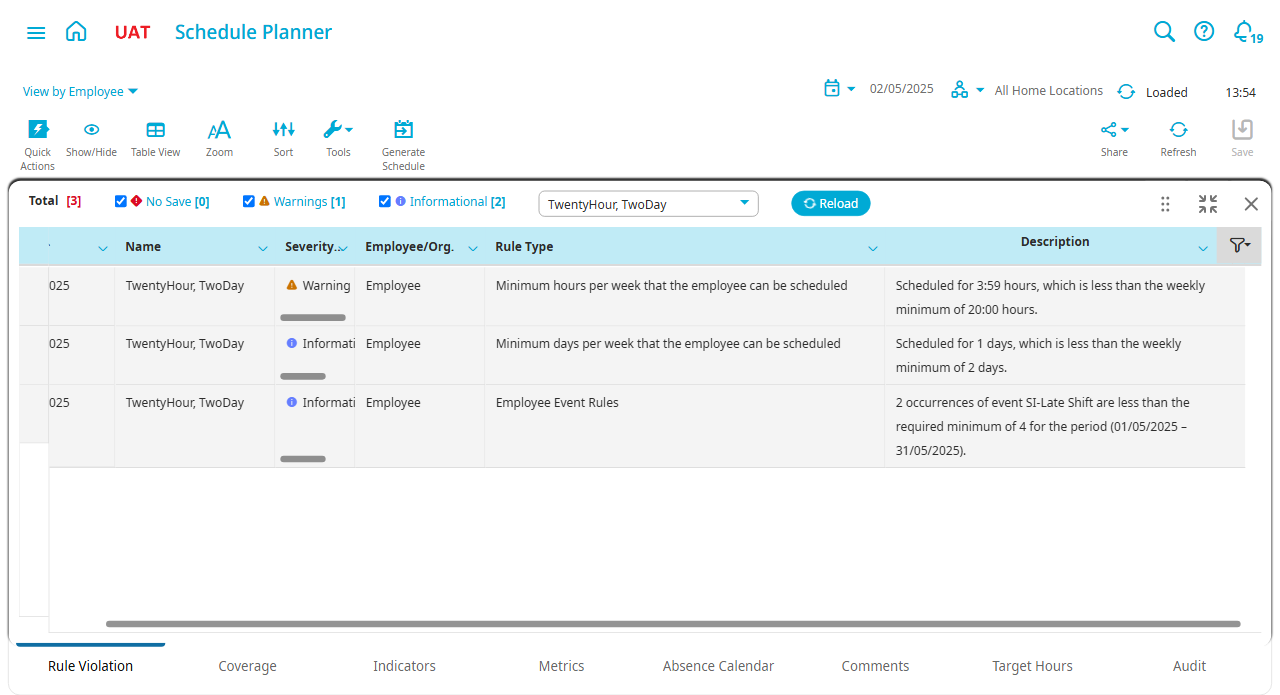 UAT Schedule Planner 19
View by Employee 02/05/2025 All Home Locations Loaded 13:54
Quick Actions Show/Hide Table View Zoom Sort Tools Generate Schedule Share Refresh Save
Total [3] No Save [0] Warnings [1] Informational [2] TwentyHour, TwoDay Reload
Name Severity... Employee/Org. Rule Type Description
025 TwentyHour, TwoDay Warning Employee Minimum hours per week that the employee can be scheduled Scheduled for 3:59 hours, which is less than the weekly
minimum of 20:00 hours.
025 TwentyHour, TwoDay Informati Employee Minimum days per week that the employee can be scheduled Scheduled for 1 days, which is less than the weekly
minimum of 2 days.
025 TwentyHour, TwoDay Informati Employee Employee Event Rules 2 occurrences of event SI-Late Shift are less than the
required minimum of 4 for the period (01/05/2025 –
31/05/2025).
Rule Violation Coverage Indicators Metrics Absence Calendar Comments Target Hours Audit